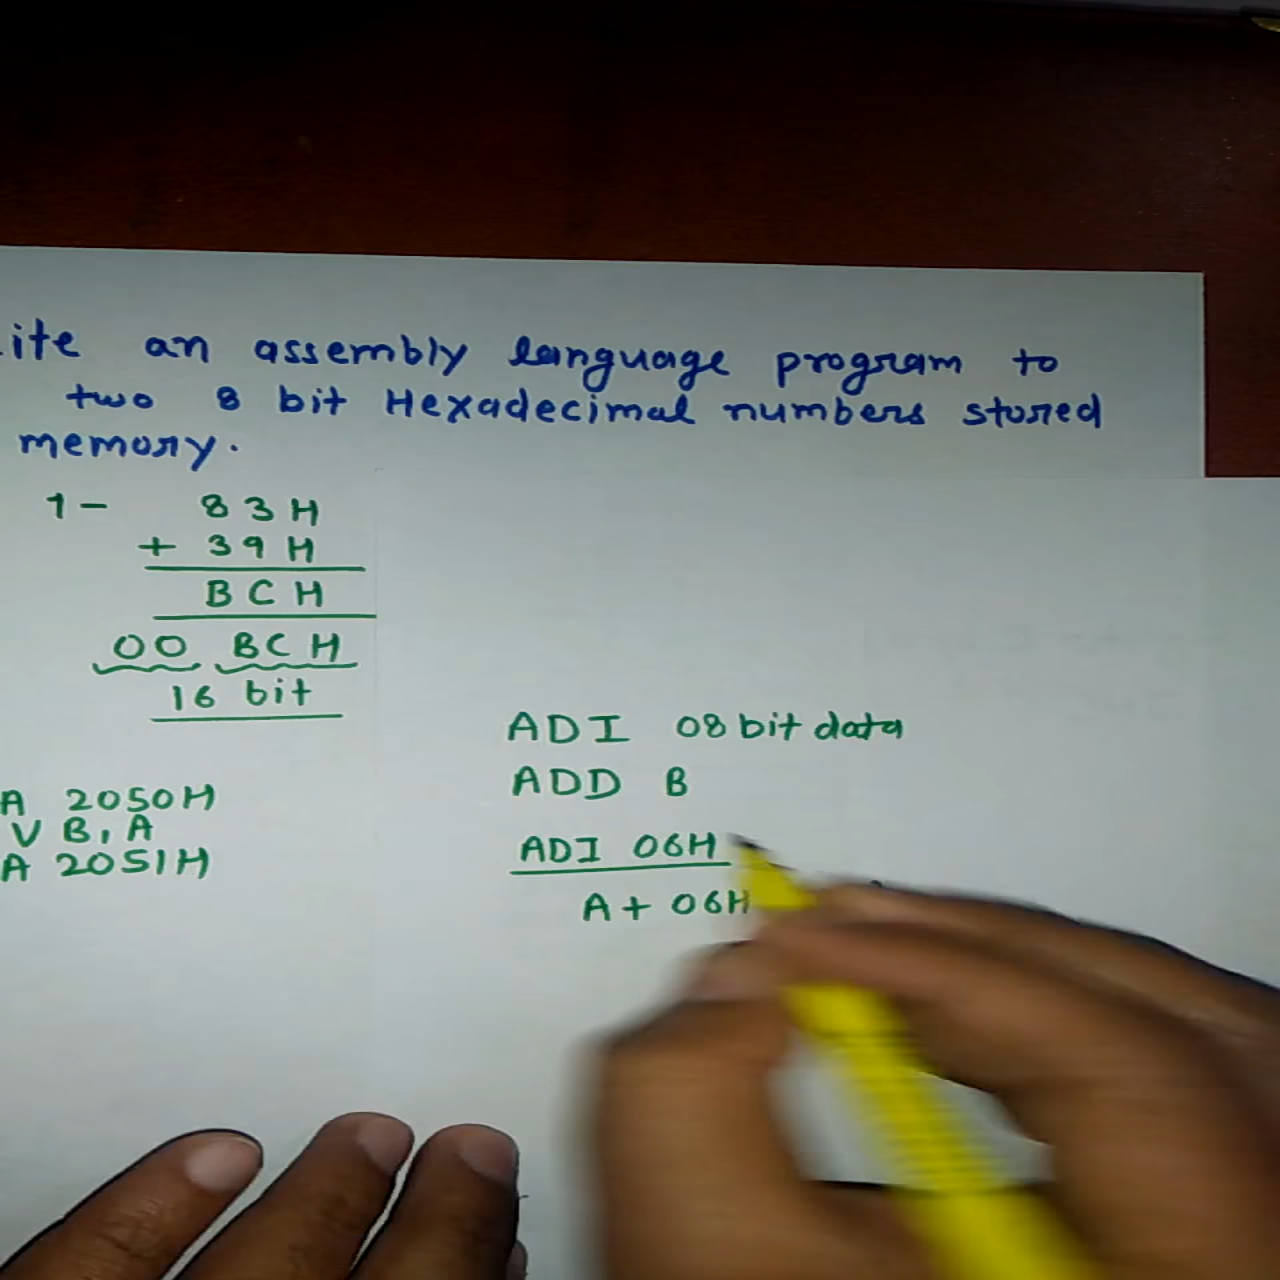 ite an assembly language program to
two 8 bit Hexadecimal numbers stored
memory.
1- 83H
+ 39H
BCH
00 BCH
16 bit
A 2050H
V B, A
A 2051H
ADI 08 bit data
ADD B
ADI 06H
A + 06H